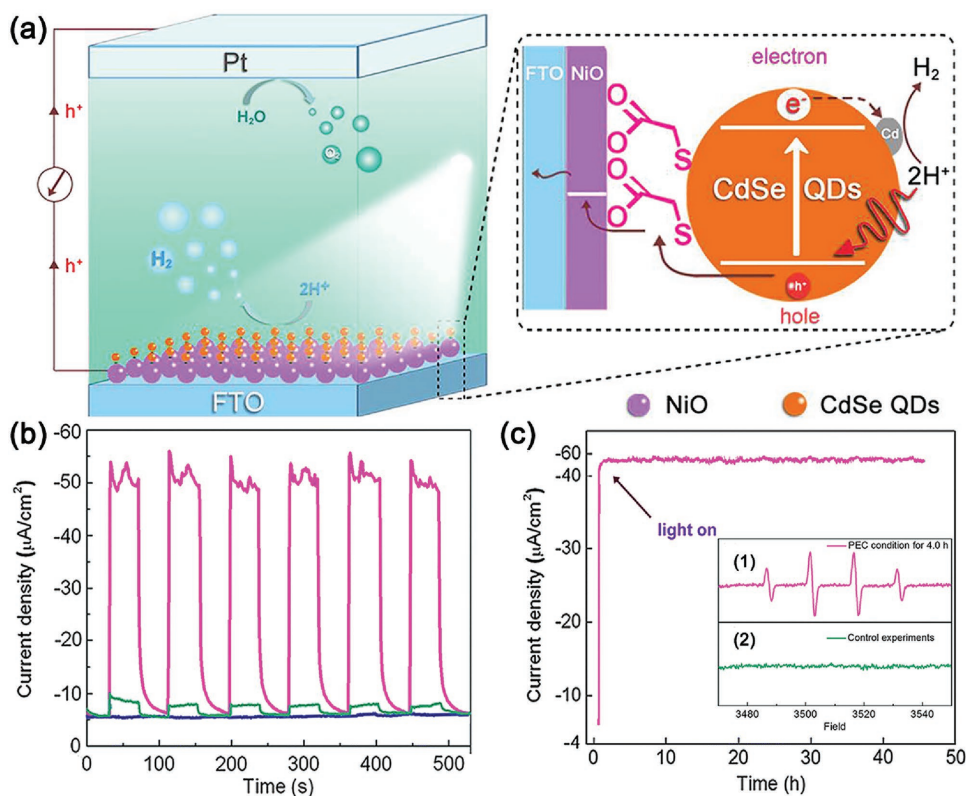 (a)
Pt
h⁺
H₂O
O₂
h⁺
H₂
2H⁺
FTO
electron
FTO
NiO
O
O
S
O
O
S
e⁻
Cd
H₂
2H⁺
CdSe QDs
h⁺
hole
NiO
CdSe QDs
(b)
-60
-50
-40
-30
-20
-10
0
Current density (μA/cm²)
0 100 200 300 400 500
Time (s)
(c)
-60
-40
-30
-20
-10
-4
Current density (μA/cm²)
light on
(1)
PEC condition for 4.0 h
(2)
Control experiments
3480 3500 3520 3540
Field
0 10 20 30 40 50
Time (h)